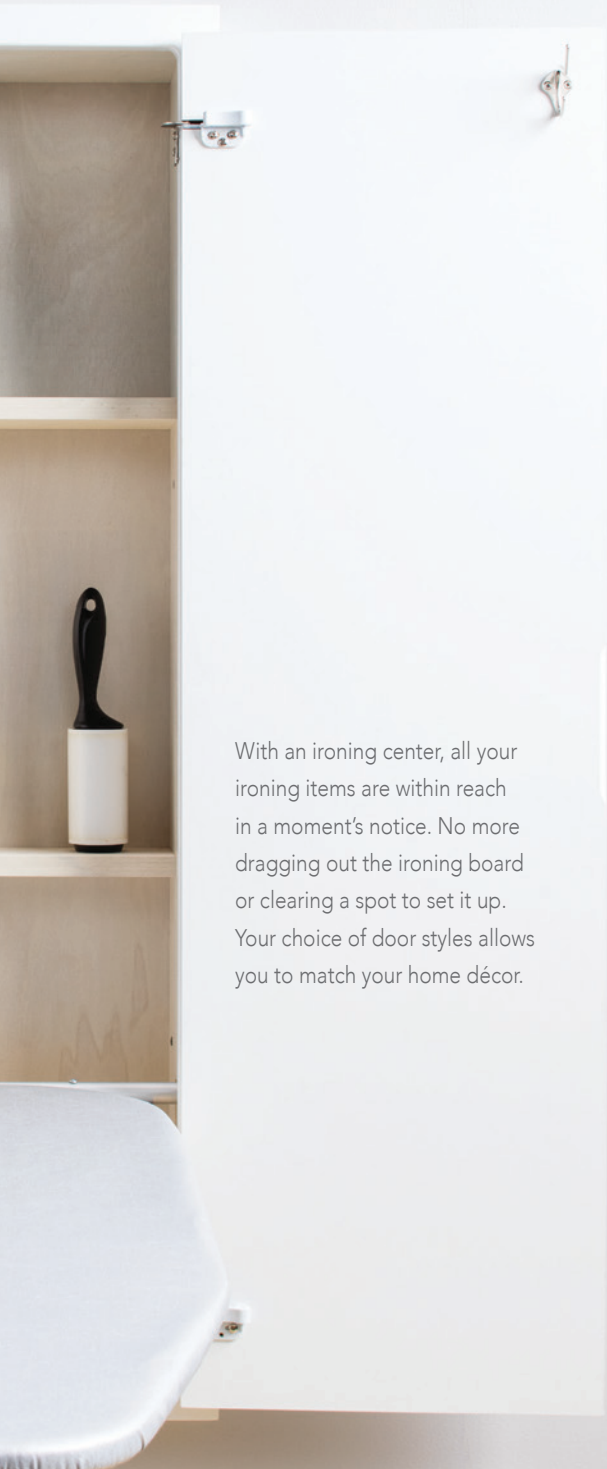 With an ironing center, all your
ironing items are within reach
in a moment's notice. No more
dragging out the ironing board
or clearing a spot to set it up.
Your choice of door styles allows
you to match your home décor.